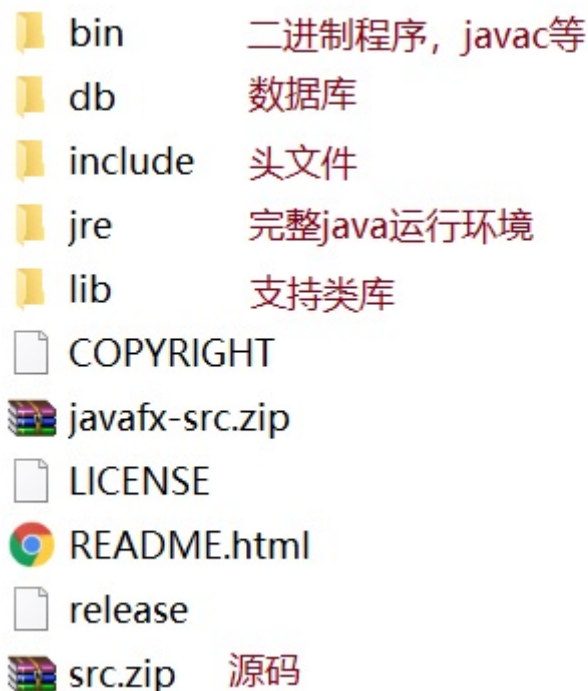 bin 二进制程序，javac等
db 数据库
include 头文件
jre 完整java运行环境
lib 支持类库
COPYRIGHT
javafx-src.zip
LICENSE
README.html
release
src.zip 源码